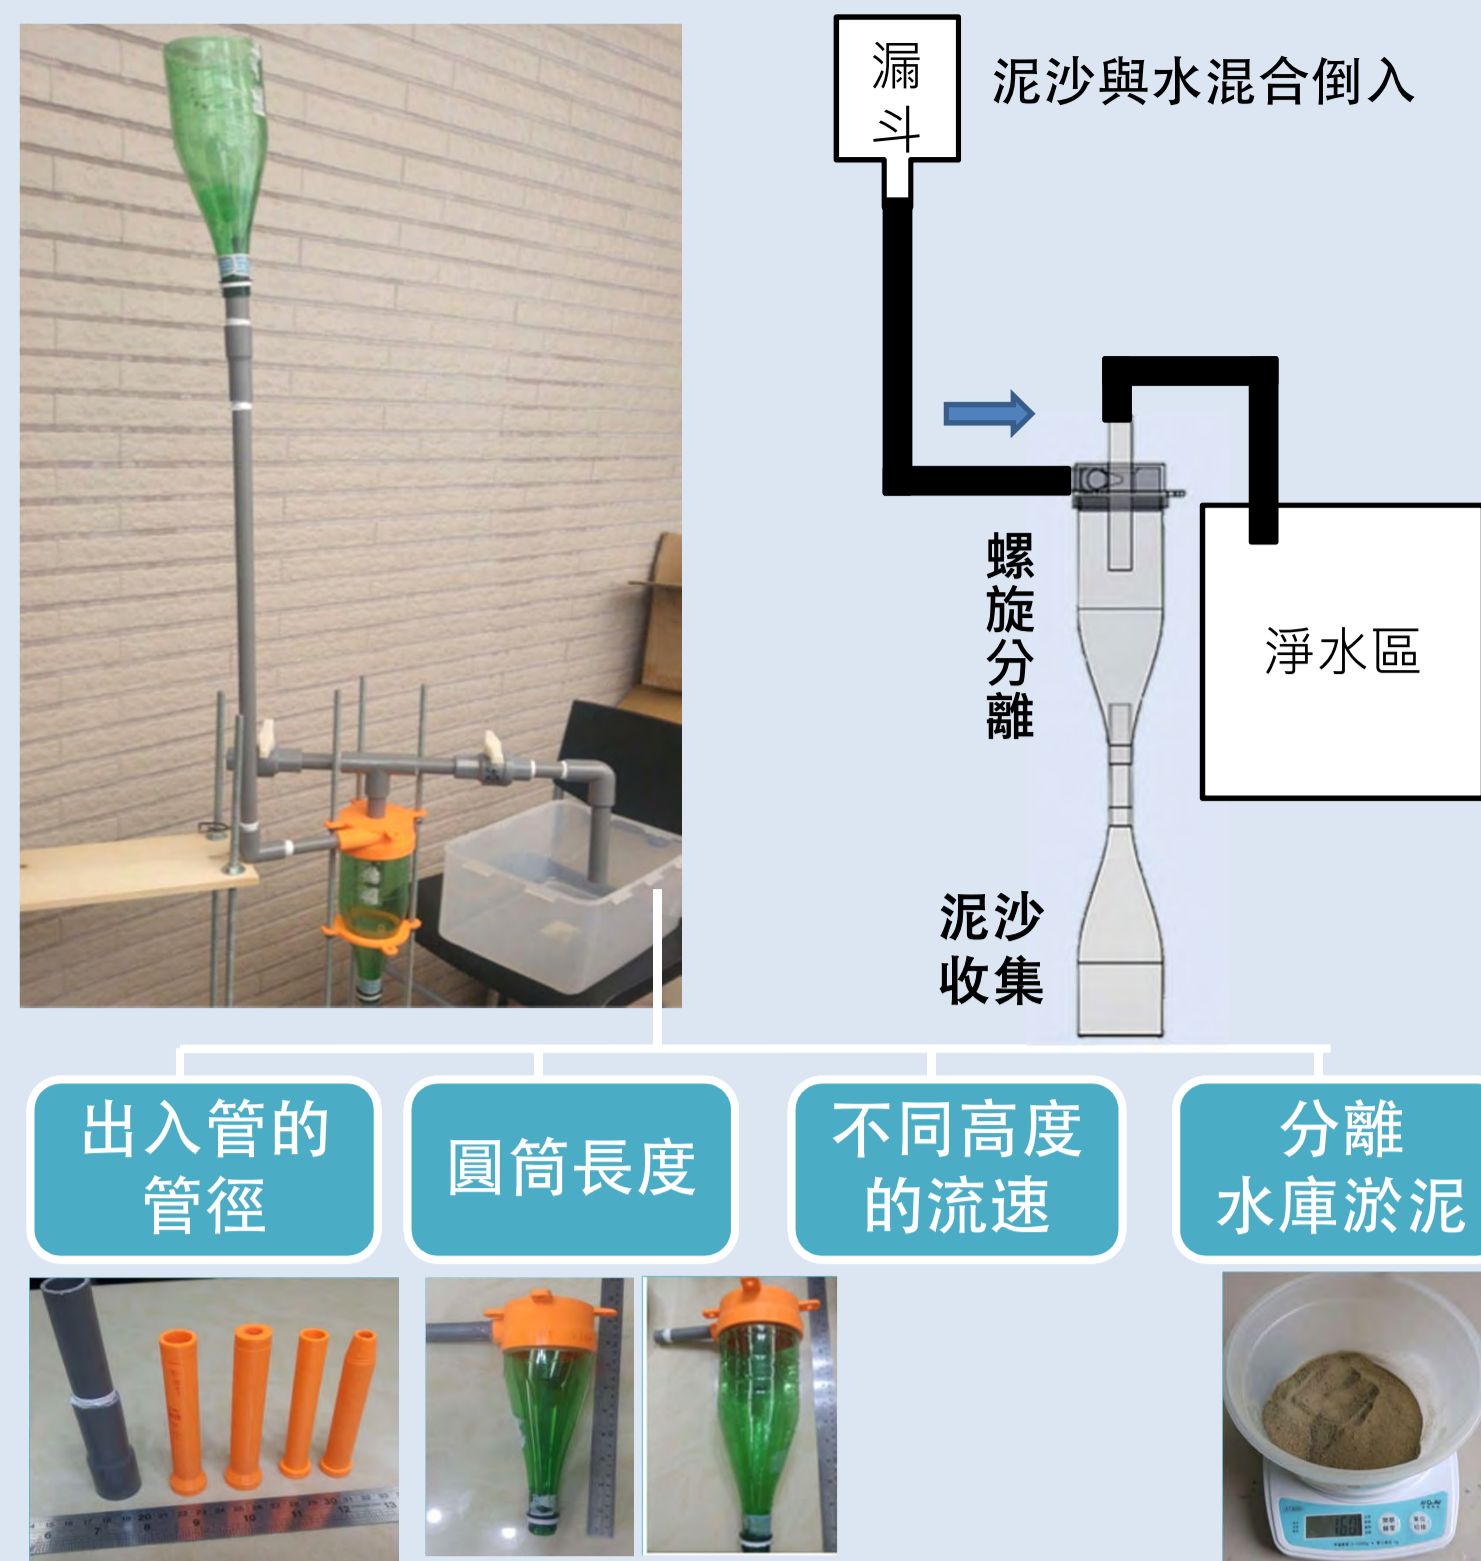 漏
斗
泥沙與水混合倒入
螺
旋
分
離
淨水區
泥沙
收集
出入管的
管徑
圓筒長度
不同高度
的流速
分離
水庫淤泥